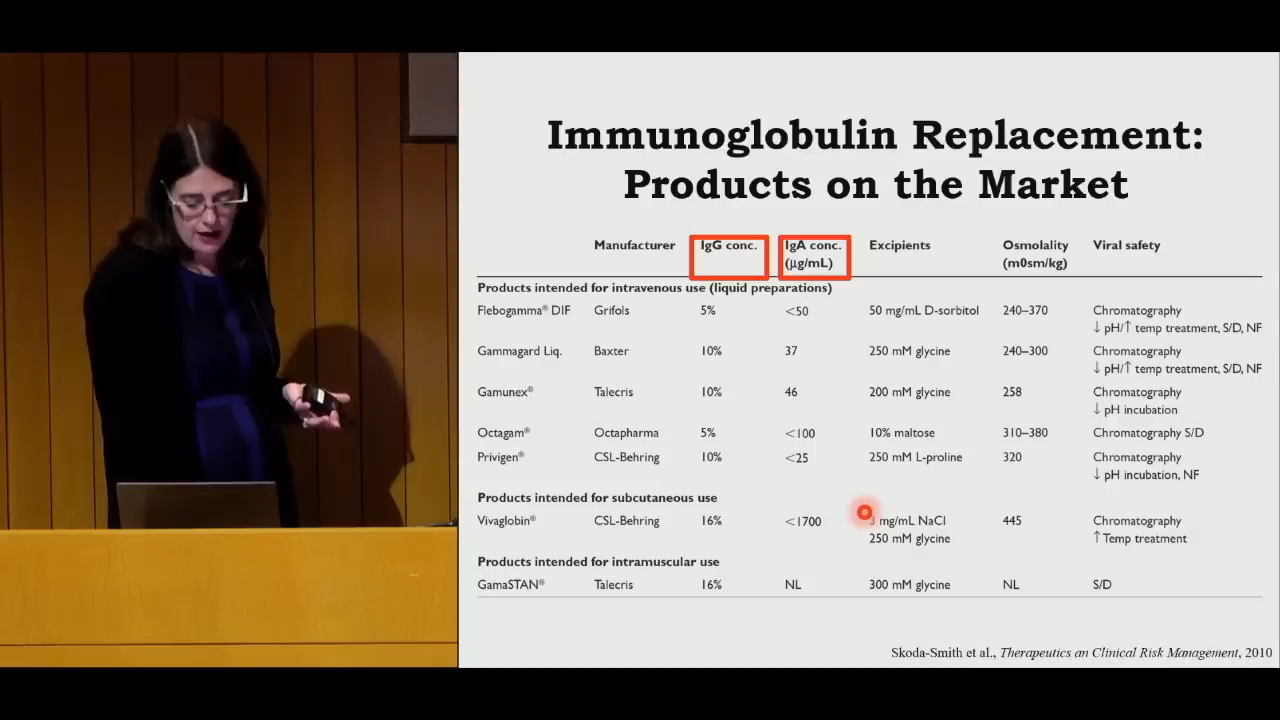 Immunoglobulin Replacement:
Products on the Market
Manufacturer IgG conc. IgA conc. (μg/mL) Excipients Osmolality (m0sm/kg) Viral safety
Products intended for intravenous use (liquid preparations)
Flebogamma® DIF Grifols 5% <50 50 mg/mL D-sorbitol 240–370 Chromatography
↓ pH/↑ temp treatment, S/D, NF
Gammagard Liq. Baxter 10% 37 250 mM glycine 240–300 Chromatography
↓ pH/↑ temp treatment, S/D, NF
Gamunex® Talecris 10% 46 200 mM glycine 258 Chromatography
↓ pH incubation
Octagam® Octapharma 5% <100 10% maltose 310–380 Chromatography S/D
Privigen® CSL-Behring 10% <25 250 mM L-proline 320 Chromatography
↓ pH incubation, NF
Products intended for subcutaneous use
Vivaglobin® CSL-Behring 16% <1700 3 mg/mL NaCl 445 Chromatography
250 mM glycine ↑ Temp treatment
Products intended for intramuscular use
GamaSTAN® Talecris 16% NL 300 mM glycine NL S/D
Skoda-Smith et al., Therapeutics an Clinical Risk Management, 2010